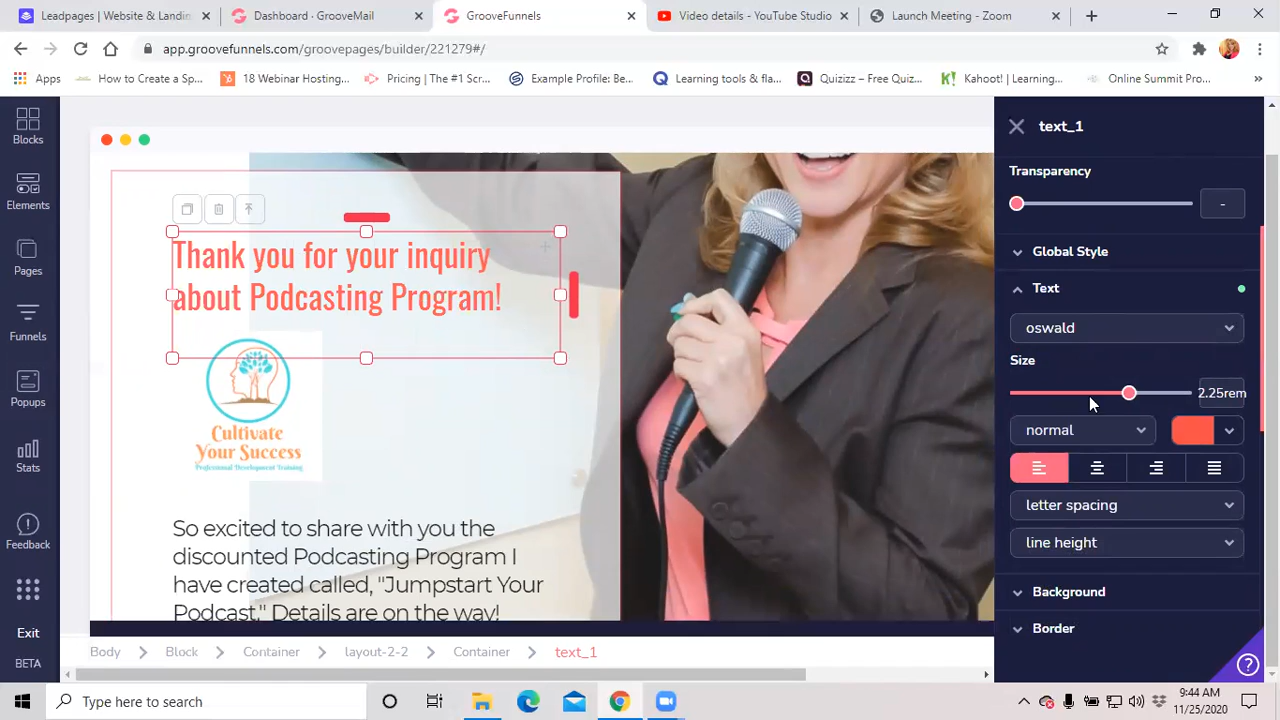 Leadpages | Website & Landin
Dashboard - GrooveMail
GrooveFunnels
Video details - YouTube Studio
Launch Meeting - Zoom
app.groovefunnels.com/groovepages/builder/221279#/
Apps
How to Create a Sp...
18 Webinar Hosting...
Pricing | The #1 Scr...
Example Profile: Be...
Learning tools & fla...
Quizizz – Free Quiz...
Kahoot! | Learning...
Online Summit Pro...
Blocks
Elements
Pages
Funnels
Popups
Stats
Feedback
Exit
BETA
Thank you for your inquiry
about Podcasting Program!
Cultivate
Your Success
Professional Development Training
So excited to share with you the
discounted Podcasting Program I
have created called, "Jumpstart Your
Podcast." Details are on the way!
text_1
Transparency
-
Global Style
Text
oswald
Size
2.25rem
normal
letter spacing
line height
Background
Border
Body
Block
Container
layout-2-2
Container
text_1
Type here to search
9:44 AM
11/25/2020